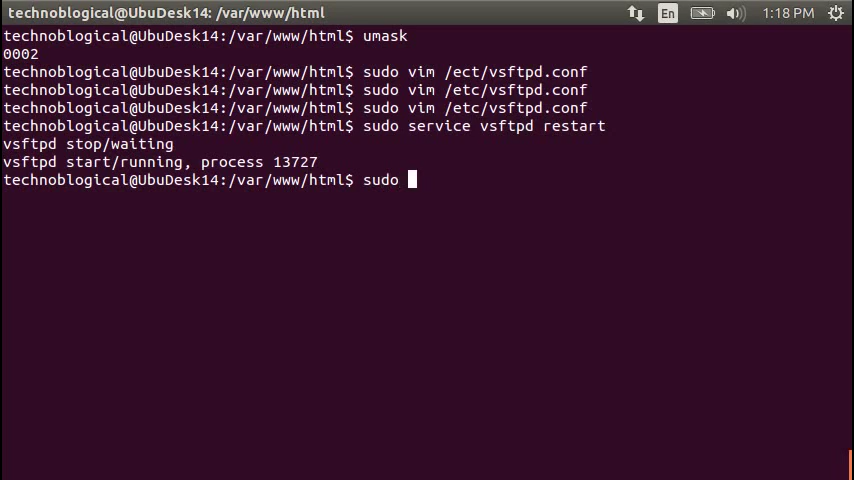 technoblogical@UbuDesk14: /var/www/html En 1:18 PM
technoblogical@UbuDesk14:/var/www/html$ umask
0002
technoblogical@UbuDesk14:/var/www/html$ sudo vim /ect/vsftpd.conf
technoblogical@UbuDesk14:/var/www/html$ sudo vim /etc/vsftpd.conf
technoblogical@UbuDesk14:/var/www/html$ sudo vim /etc/vsftpd.conf
technoblogical@UbuDesk14:/var/www/html$ sudo service vsftpd restart
vsftpd stop/waiting
vsftpd start/running, process 13727
technoblogical@UbuDesk14:/var/www/html$ sudo